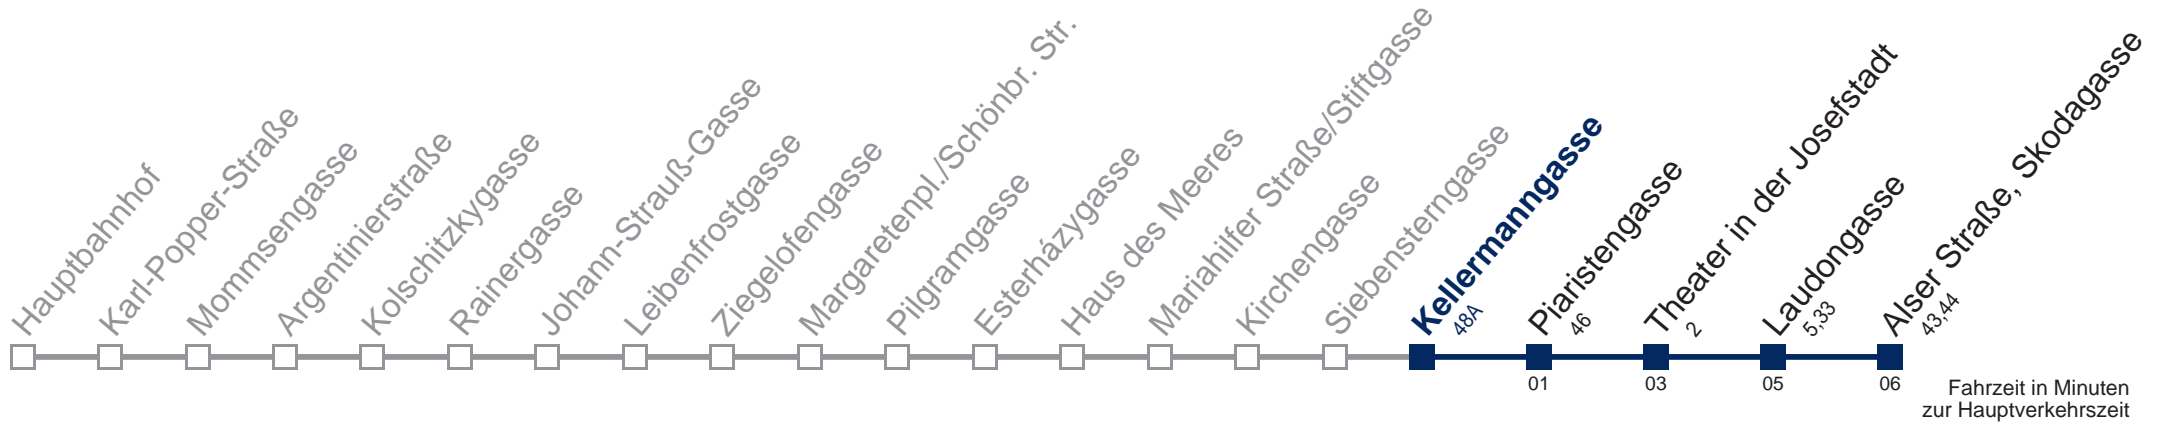 Hauptbahnhof
Karl-Popper-Straße
Mommsengasse
Argentinierstraße
Kolschitzkygasse
Rainergasse
Johann-Strauß-Gasse
Leibenfrostgasse
Ziegelofengasse
Margaretenpl./Schönbr. Str.
Pilgramgasse
Esterházygasse
Haus des Meeres
Mariahilfer Straße/Stiftgasse
Kirchengasse
Siebensterngasse
Kellermanngasse
48A
Piaristengasse
46
Theater in der Josefstadt
2
Laudongasse
5,33
Alser Straße, Skodagasse
43,44
01
03
05
06
Fahrzeit in Minuten
zur Hauptverkehrszeit